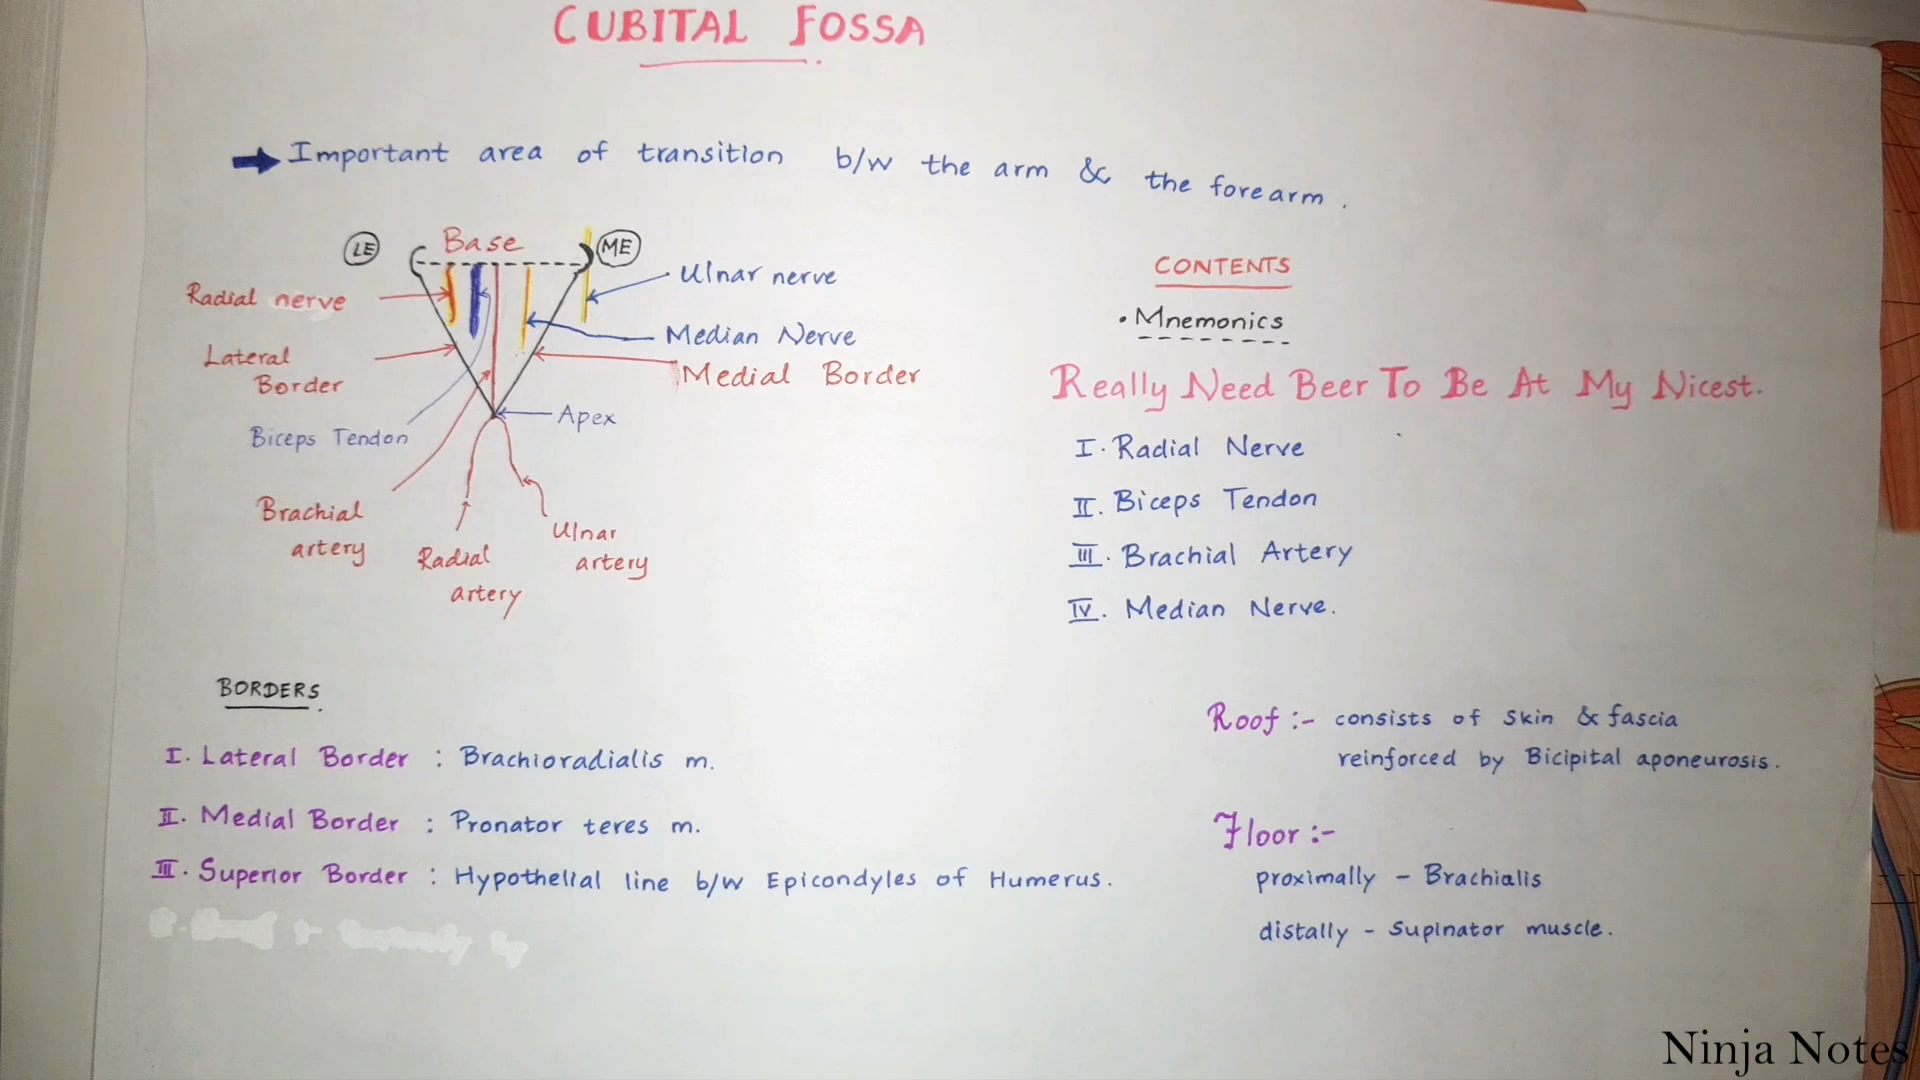 CUBITAL FOSSA
Important area of transition b/w the arm & the forearm.
LE
Base
ME
Radial nerve
Ulnar nerve
Median Nerve
Lateral
Border
Medial Border
Apex
Biceps Tendon
Brachial
artery
Radial
artery
Ulnar
artery
CONTENTS
• Mnemonics
Really Need Beer To Be At My Nicest.
I. Radial Nerve
II. Biceps Tendon
III. Brachial Artery
IV. Median Nerve.
BORDERS.
I. Lateral Border : Brachioradialis m.
II. Medial Border : Pronator teres m.
III. Superior Border : Hypothelial line b/w Epicondyles of Humerus.
Roof :- consists of skin & fascia
reinforced by Bicipital aponeurosis.
Floor :-
proximally - Brachialis
distally - Supinator muscle.
Ninja Notes